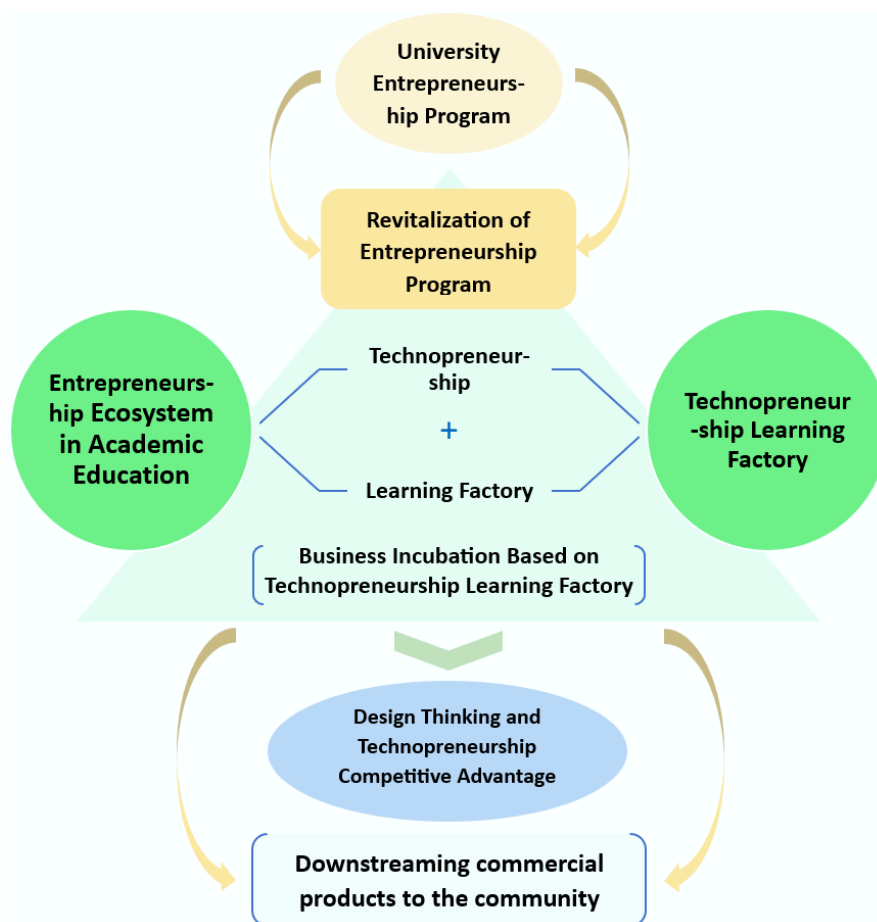 University
Entrepreneurs-
hip Program
Revitalization of
Entrepreneurship
Program
Entrepreneurs-
hip Ecosystem
in Academic
Education
Technopreneur-
ship
+
Learning Factory
Technopreneur
-ship Learning
Factory
Business Incubation Based on
Technopreneurship Learning Factory
Design Thinking and
Technopreneurship
Competitive Advantage
Downstreaming commercial
products to the community